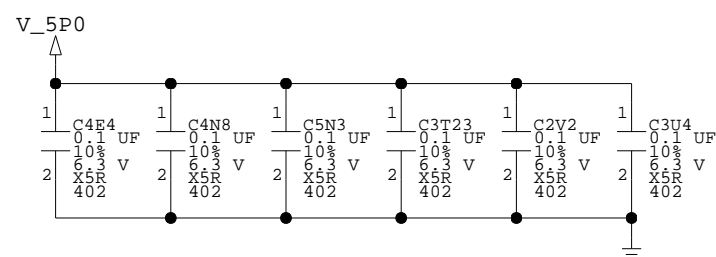 V_5P0
1
C4E4
0.1 UF
10%
6.3 V
X5R
402
2
1
C4N8
0.1 UF
10%
6.3 V
X5R
402
2
1
C5N3
0.1 UF
10%
6.3 V
X5R
402
2
1
C3T23
0.1 UF
10%
6.3 V
X5R
402
2
1
C2V2
0.1 UF
10%
6.3 V
X5R
402
2
1
C3U4
0.1 UF
10%
6.3 V
X5R
402
2